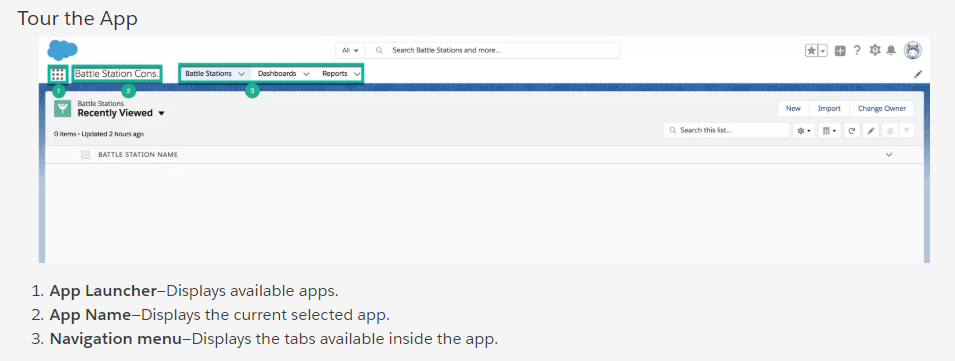 Tour the App
All
Search Battle Stations and more...
Battle Station Cons. Battle Stations Dashboards Reports
1 2 3
Battle Stations
Recently Viewed
New Import Change Owner
0 items • Updated 2 hours ago
Search this list...
BATTLE STATION NAME
1. App Launcher—Displays available apps.
2. App Name—Displays the current selected app.
3. Navigation menu—Displays the tabs available inside the app.